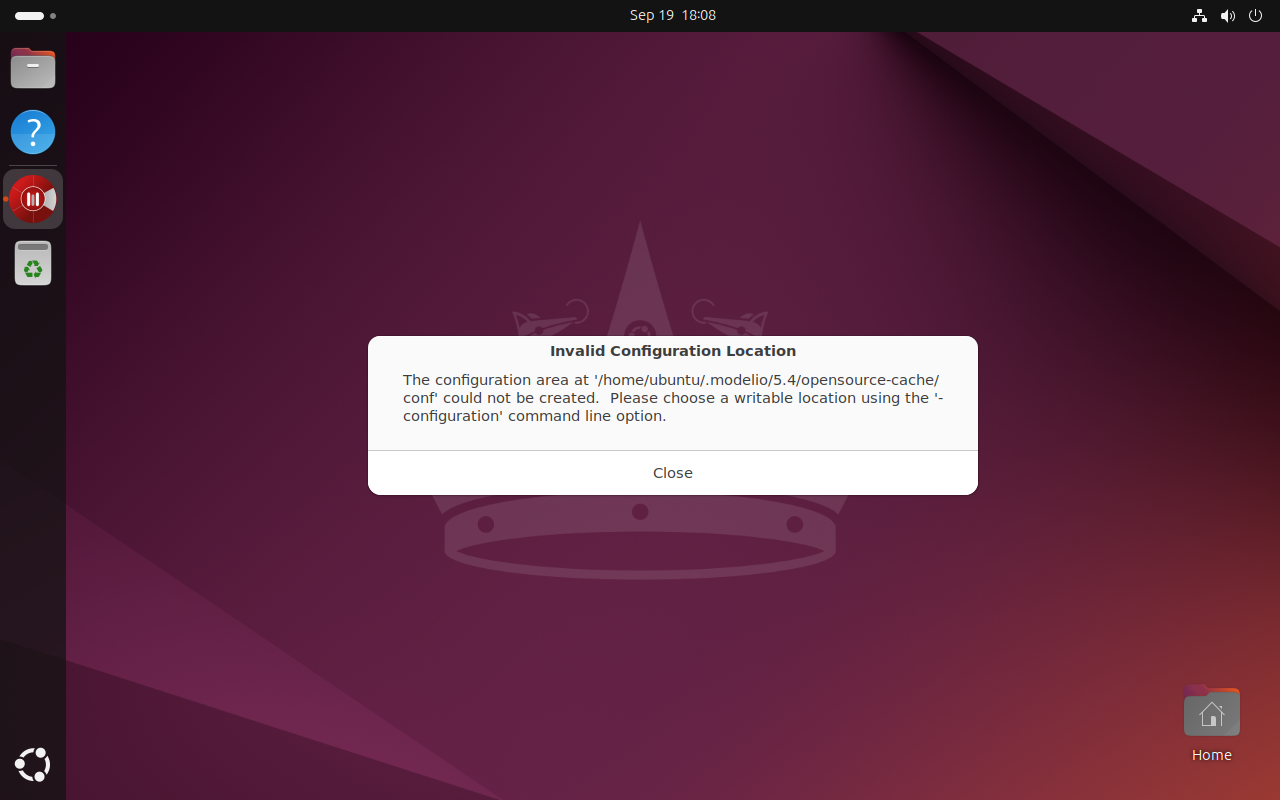 Sep 19 18:08
Invalid Configuration Location
The configuration area at '/home/ubuntu/.modelio/5.4/opensource-cache/
conf' could not be created.  Please choose a writable location using the '-
configuration' command line option.
Close
Home